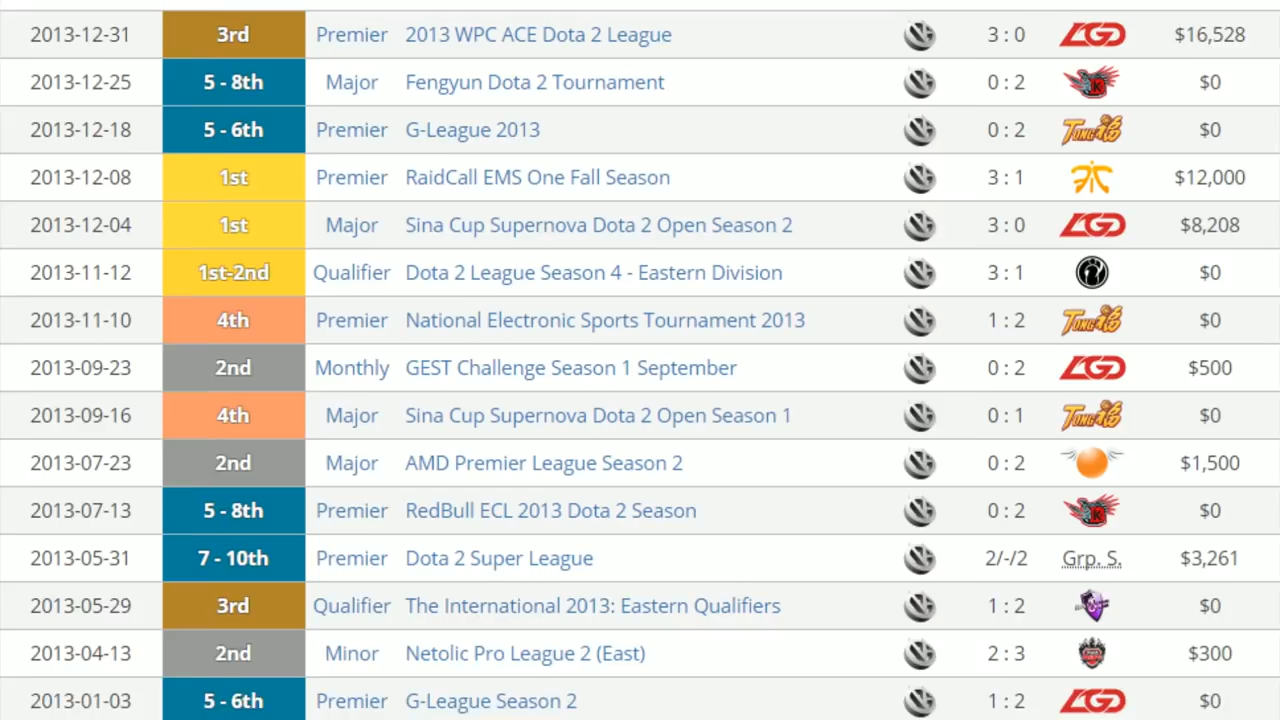 2013-12-31 3rd Premier 2013 WPC ACE Dota 2 League 3 : 0 LGD $16,528
2013-12-25 5 - 8th Major Fengyun Dota 2 Tournament 0 : 2 K $0
2013-12-18 5 - 6th Premier G-League 2013 0 : 2 TongFu $0
2013-12-08 1st Premier RaidCall EMS One Fall Season 3 : 1 $12,000
2013-12-04 1st Major Sina Cup Supernova Dota 2 Open Season 2 3 : 0 LGD $8,208
2013-11-12 1st-2nd Qualifier Dota 2 League Season 4 - Eastern Division 3 : 1 $0
2013-11-10 4th Premier National Electronic Sports Tournament 2013 1 : 2 $0
2013-09-23 2nd Monthly GEST Challenge Season 1 September 0 : 2 LGD $500
2013-09-16 4th Major Sina Cup Supernova Dota 2 Open Season 1 0 : 1 $0
2013-07-23 2nd Major AMD Premier League Season 2 0 : 2 $1,500
2013-07-13 5 - 8th Premier RedBull ECL 2013 Dota 2 Season 0 : 2 K $0
2013-05-31 7 - 10th Premier Dota 2 Super League 2/-/2 Grp. S. $3,261
2013-05-29 3rd Qualifier The International 2013: Eastern Qualifiers 1 : 2 $0
2013-04-13 2nd Minor Netolic Pro League 2 (East) 2 : 3 $300
2013-01-03 5 - 6th Premier G-League Season 2 1 : 2 LGD $0